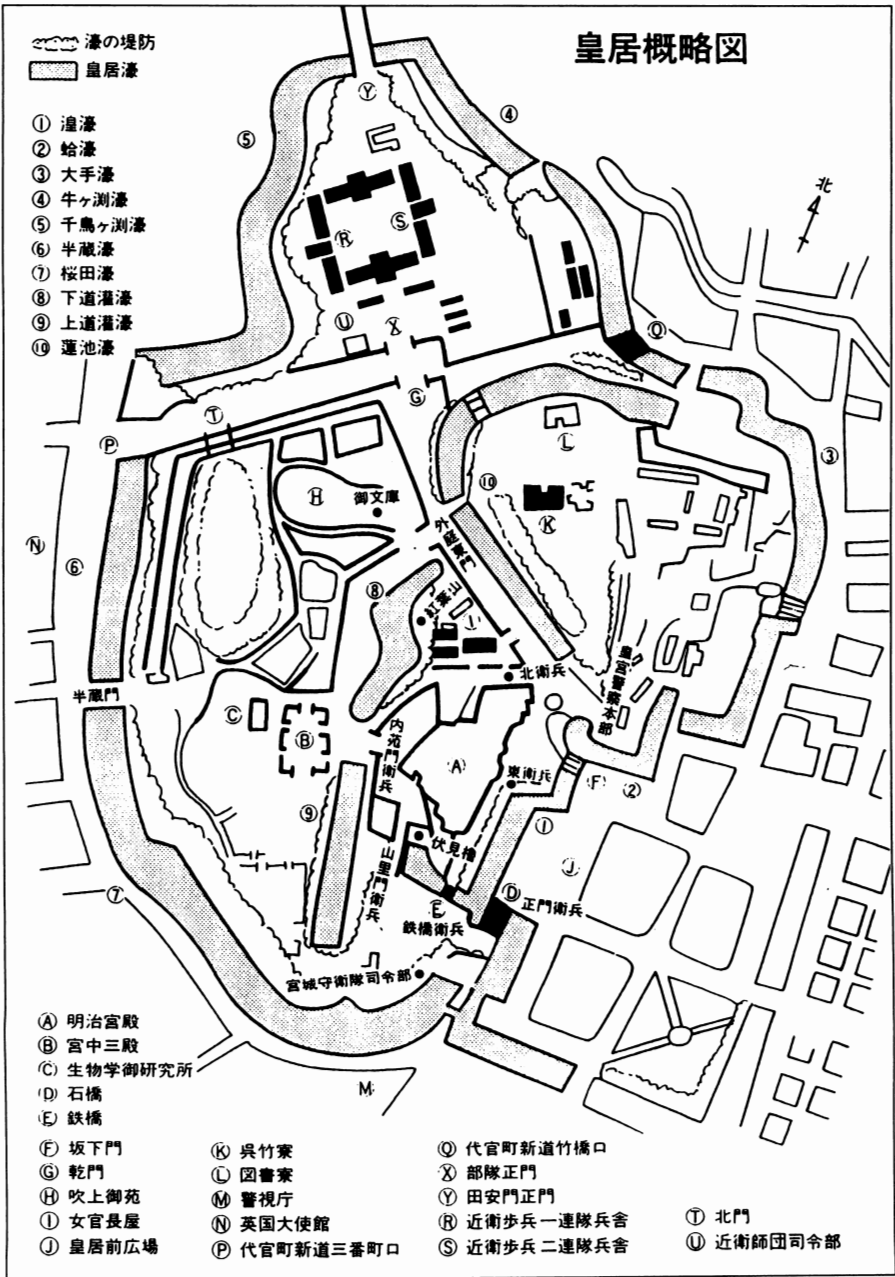 皇居概略図
濠の堤防
皇居濠
① 湟濠
② 蛤濠
③ 大手濠
④ 牛ヶ渕濠
⑤ 千鳥ヶ渕濠
⑥ 半蔵濠
⑦ 桜田濠
⑧ 下道灌濠
⑨ 上道灌濠
⑩ 蓮池濠
北
Ⓨ
④
⑤
Ⓡ
Ⓢ
Ⓤ
Ⓧ
Ⓠ
Ⓣ
Ⓖ
Ⓟ
Ⓛ
③
Ⓗ
御文庫
⑩
Ⓚ
Ⓝ
外庭東門
⑥
⑧
紅葉山
Ⓘ
皇宮警察本部
北衛兵
半蔵門
Ⓒ
Ⓑ
内苑門衛兵
Ⓐ
東衛兵
Ⓕ
②
⑨
①
伏見櫓
山里門衛兵
Ⓙ
⑦
Ⓓ
正門衛兵
Ⓔ
鉄橋衛兵
宮城守衛隊司令部
Ⓜ
Ⓐ 明治宮殿
Ⓑ 宮中三殿
Ⓒ 生物学御研究所
Ⓓ 石橋
Ⓔ 鉄橋
Ⓕ 坂下門
Ⓖ 乾門
Ⓗ 吹上御苑
Ⓘ 女官長屋
Ⓙ 皇居前広場
Ⓚ 呉竹寮
Ⓛ 図書寮
Ⓜ 警視庁
Ⓝ 英国大使館
Ⓟ 代官町新道三番町口
Ⓠ 代官町新道竹橋口
Ⓧ 部隊正門
Ⓨ 田安門正門
Ⓡ 近衛歩兵一連隊兵舎
Ⓢ 近衛歩兵二連隊兵舎
Ⓣ 北門
Ⓤ 近衛師団司令部